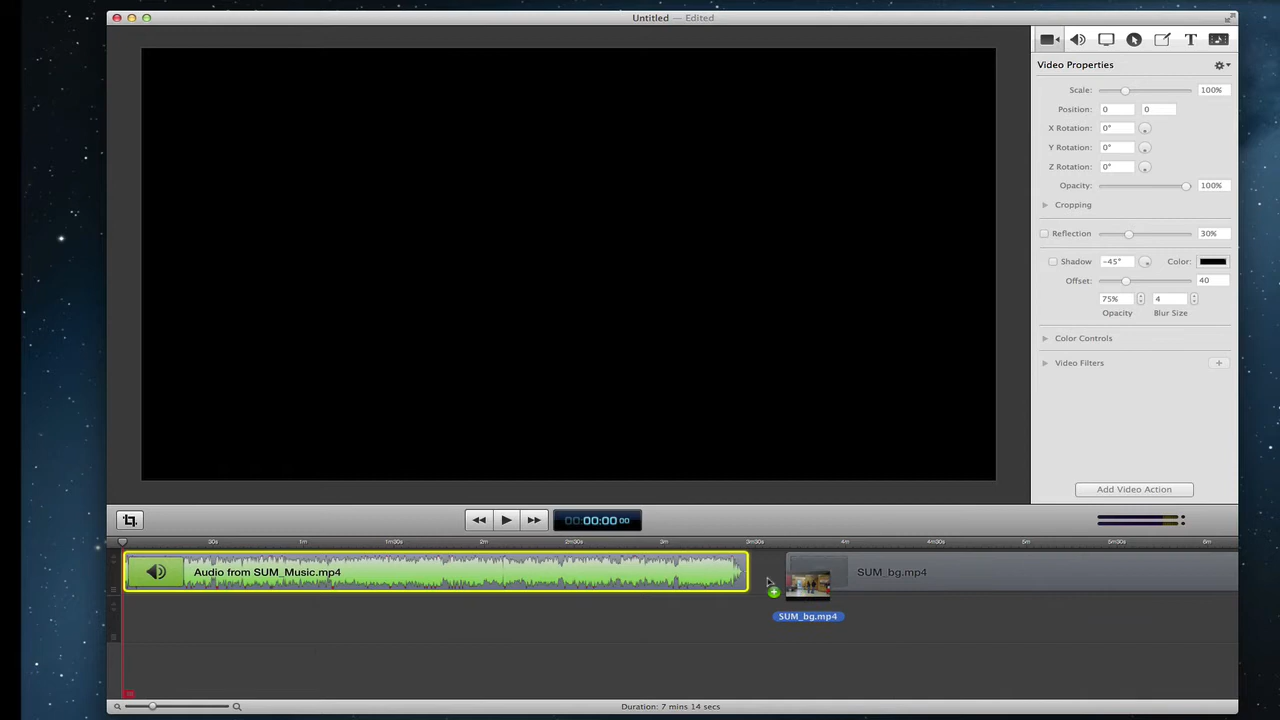 Untitled — Edited
Video Properties
Scale: 100%
Position: 0 0
X Rotation: 0°
Y Rotation: 0°
Z Rotation: 0°
Opacity: 100%
Cropping
Reflection 30%
Shadow -45° Color:
Offset: 40
75% 4
Opacity Blur Size
Color Controls
Video Filters
Add Video Action
00:00:00 00
30s 1m 1m30s 2m 2m30s 3m 3m30s 4m 4m30s 5m 5m30s 6m
Audio from SUM_Music.mp4
SUM_bg.mp4
SUM_bg.mp4
Duration: 7 mins 14 secs